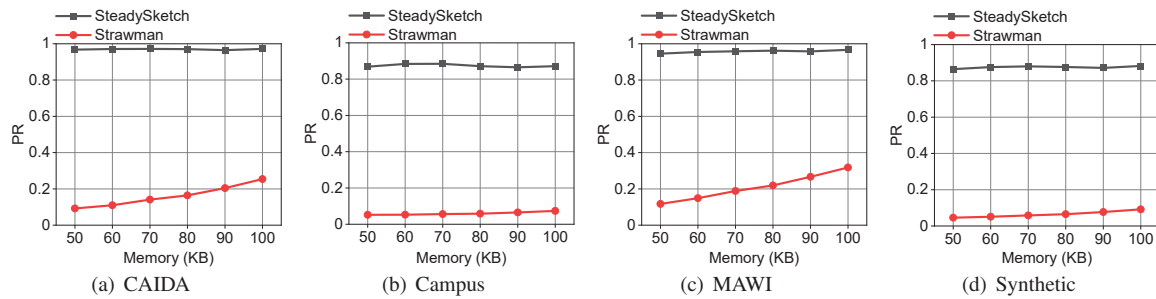 SteadySketch
Strawman
1
0.8
0.6
0.4
0.2
0
PR
50 60 70 80 90 100
Memory (KB)
(a) CAIDA
SteadySketch
Strawman
1
0.8
0.6
0.4
0.2
0
PR
50 60 70 80 90 100
Memory (KB)
(b) Campus
SteadySketch
Strawman
1
0.8
0.6
0.4
0.2
0
PR
50 60 70 80 90 100
Memory (KB)
(c) MAWI
SteadySketch
Strawman
1
0.8
0.6
0.4
0.2
0
PR
50 60 70 80 90 100
Memory (KB)
(d) Synthetic